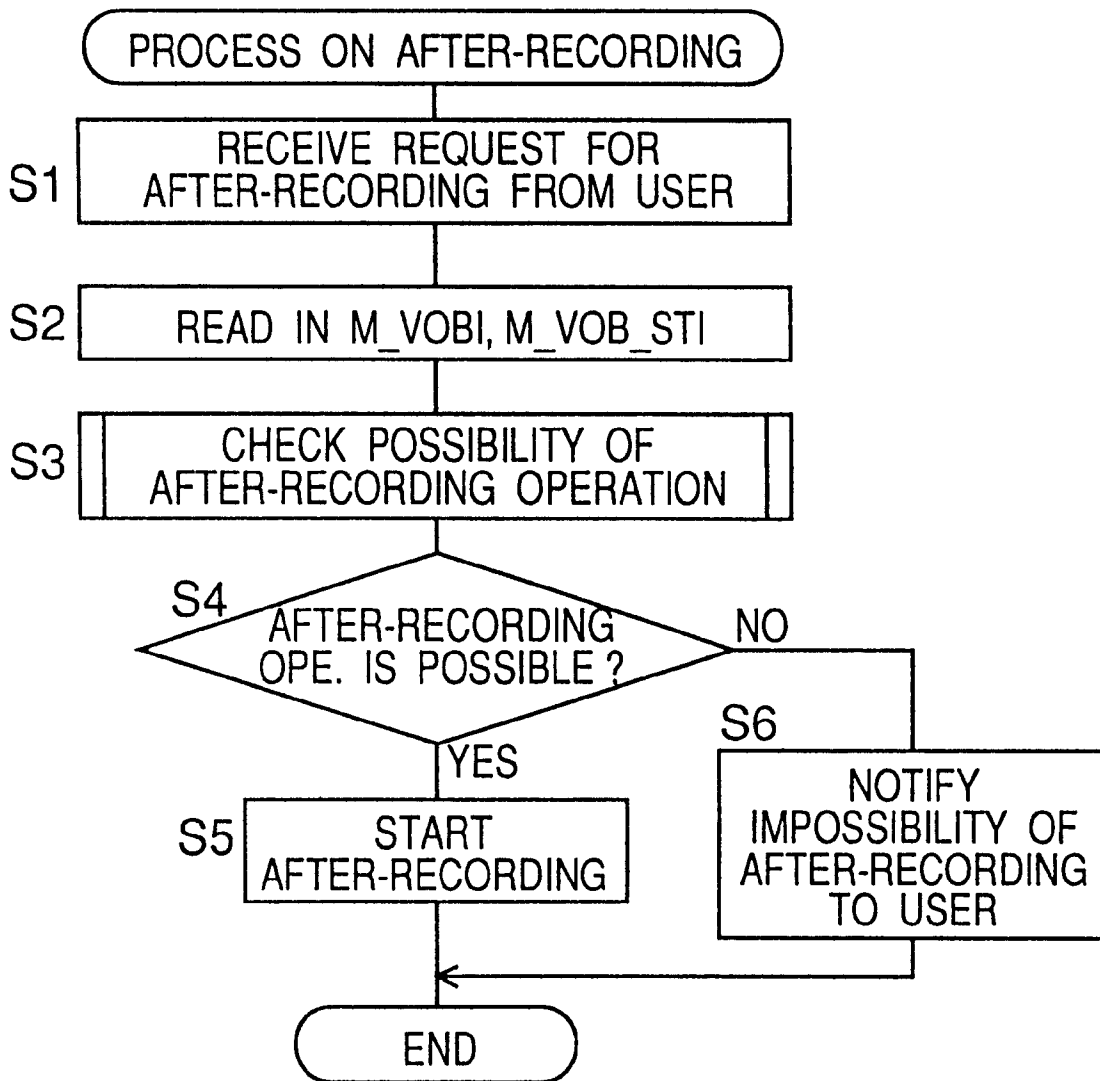 PROCESS ON AFTER-RECORDING
S1
RECEIVE REQUEST FOR
AFTER-RECORDING FROM USER
S2
READ IN M_VOBI, M_VOB_STI
S3
CHECK POSSIBILITY OF
AFTER-RECORDING OPERATION
S4
AFTER-RECORDING
OPE. IS POSSIBLE ?
NO
YES
S5
START
AFTER-RECORDING
S6
NOTIFY
IMPOSSIBILITY OF
AFTER-RECORDING
TO USER
END